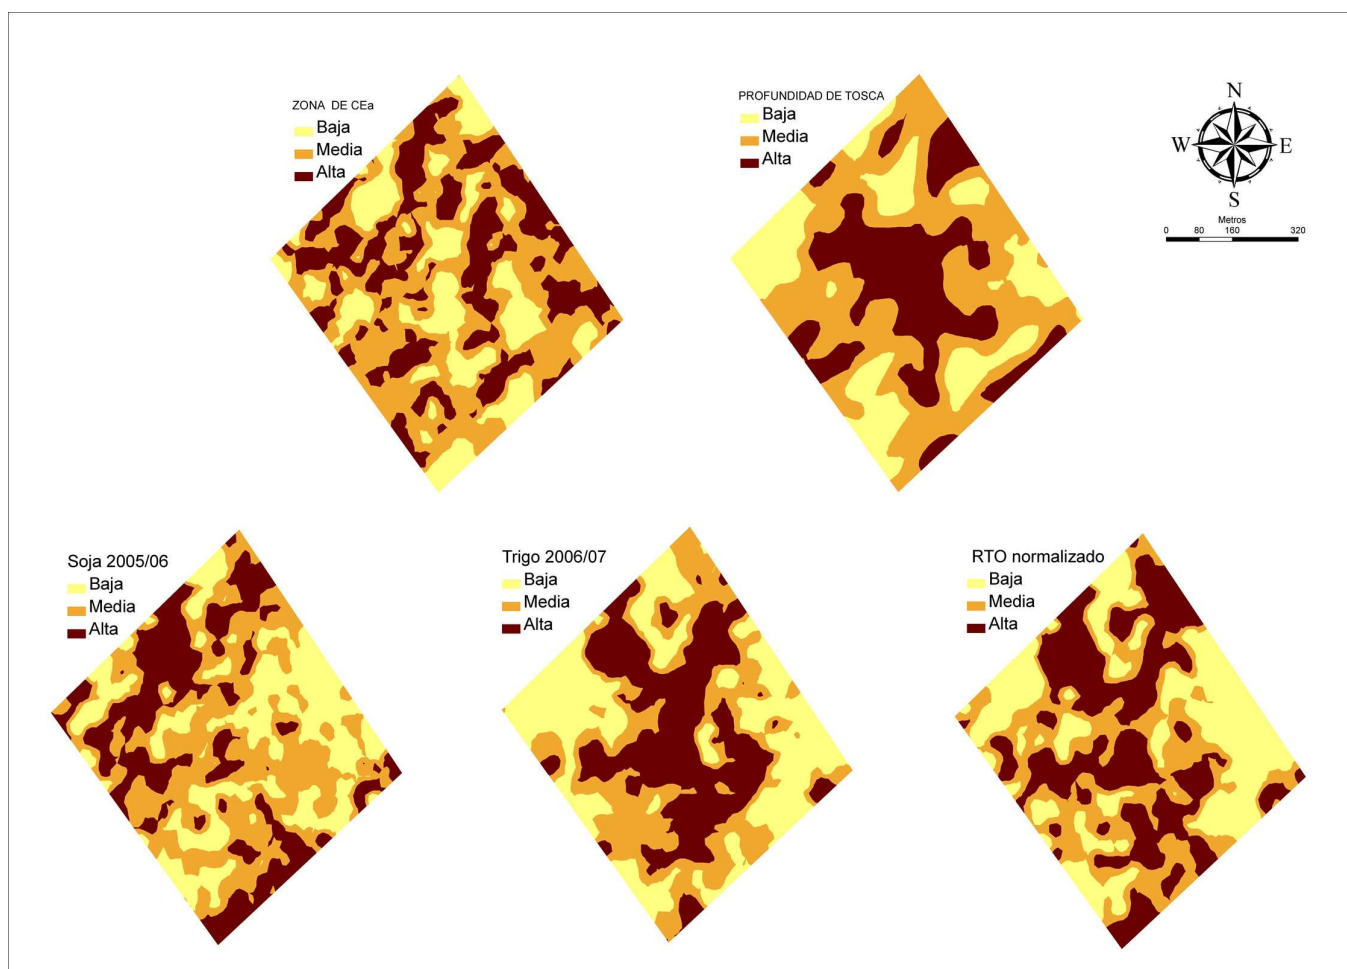 ZONA DE CEa
Baja
Media
Alta
PROFUNDIDAD DE TOSCA
Baja
Media
Alta
N
W
E
S
Metros
0 80 160 320
Soja 2005/06
Baja
Media
Alta
Trigo 2006/07
Baja
Media
Alta
RTO normalizado
Baja
Media
Alta